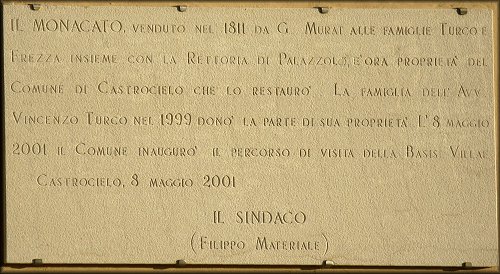 IL MONACATO, VENDUTO NEL 1811 DA G. MURAT ALLE FAMIGLIE TURCO E
FREZZA INSIEME CON LA RETTORIA DI PALAZZOLO, E' ORA PROPRIETA' DEL
COMUNE DI CASTROCIELO CHE LO RESTAURO'. LA FAMIGLIA DELL'AVV.
VINCENZO TURCO NEL 1999 DONO' LA PARTE DI SUA PROPRIETA'. L'8 MAGGIO
2001 IL COMUNE INAUGURO' IL PERCORSO DI VISITA DELLA BASIS VILLAE
CASTROCIELO, 8 MAGGIO 2001
IL SINDACO
(FILIPPO MATERIALE)